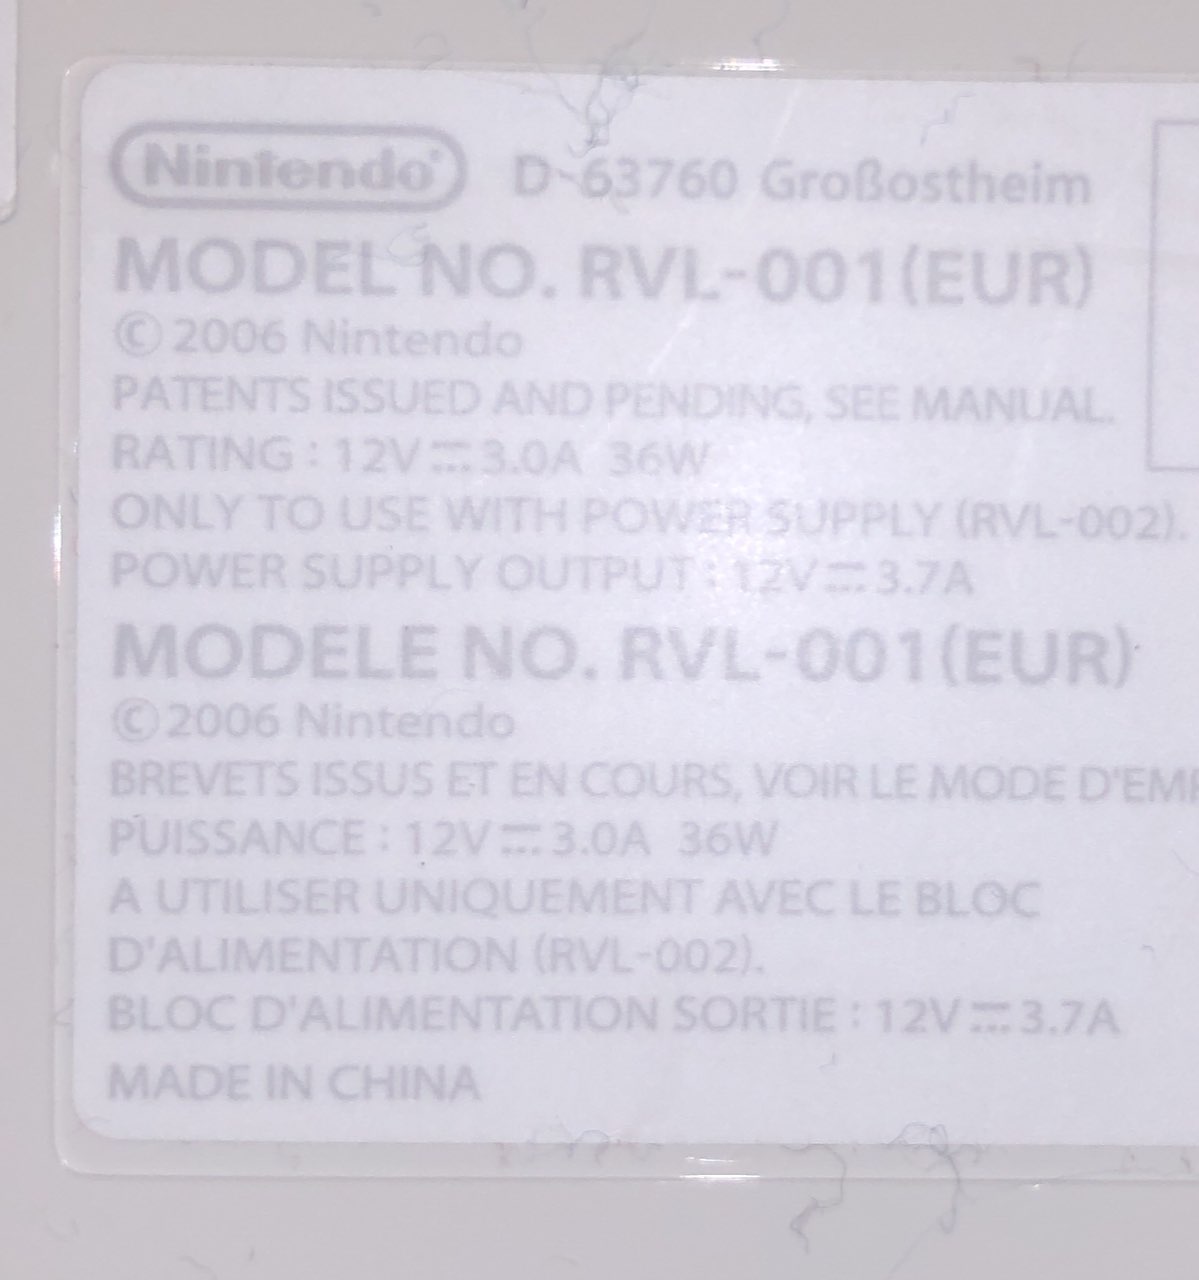 Nintendo® D-63760 Großostheim
MODEL NO. RVL-001(EUR)
© 2006 Nintendo
PATENTS ISSUED AND PENDING, SEE MANUAL.
RATING : 12V⎓3.0A 36W
ONLY TO USE WITH POWER SUPPLY (RVL-002).
POWER SUPPLY OUTPUT : 12V⎓3.7A
MODELE NO. RVL-001(EUR)
©2006 Nintendo
BREVETS ISSUS ET EN COURS, VOIR LE MODE
PUISSANCE : 12V⎓3.0A 36W
A UTILISER UNIQUEMENT AVEC LE BLOC
D'ALIMENTATION (RVL-002).
BLOC D'ALIMENTATION SORTIE : 12V⎓3.7A
MADE IN CHINA